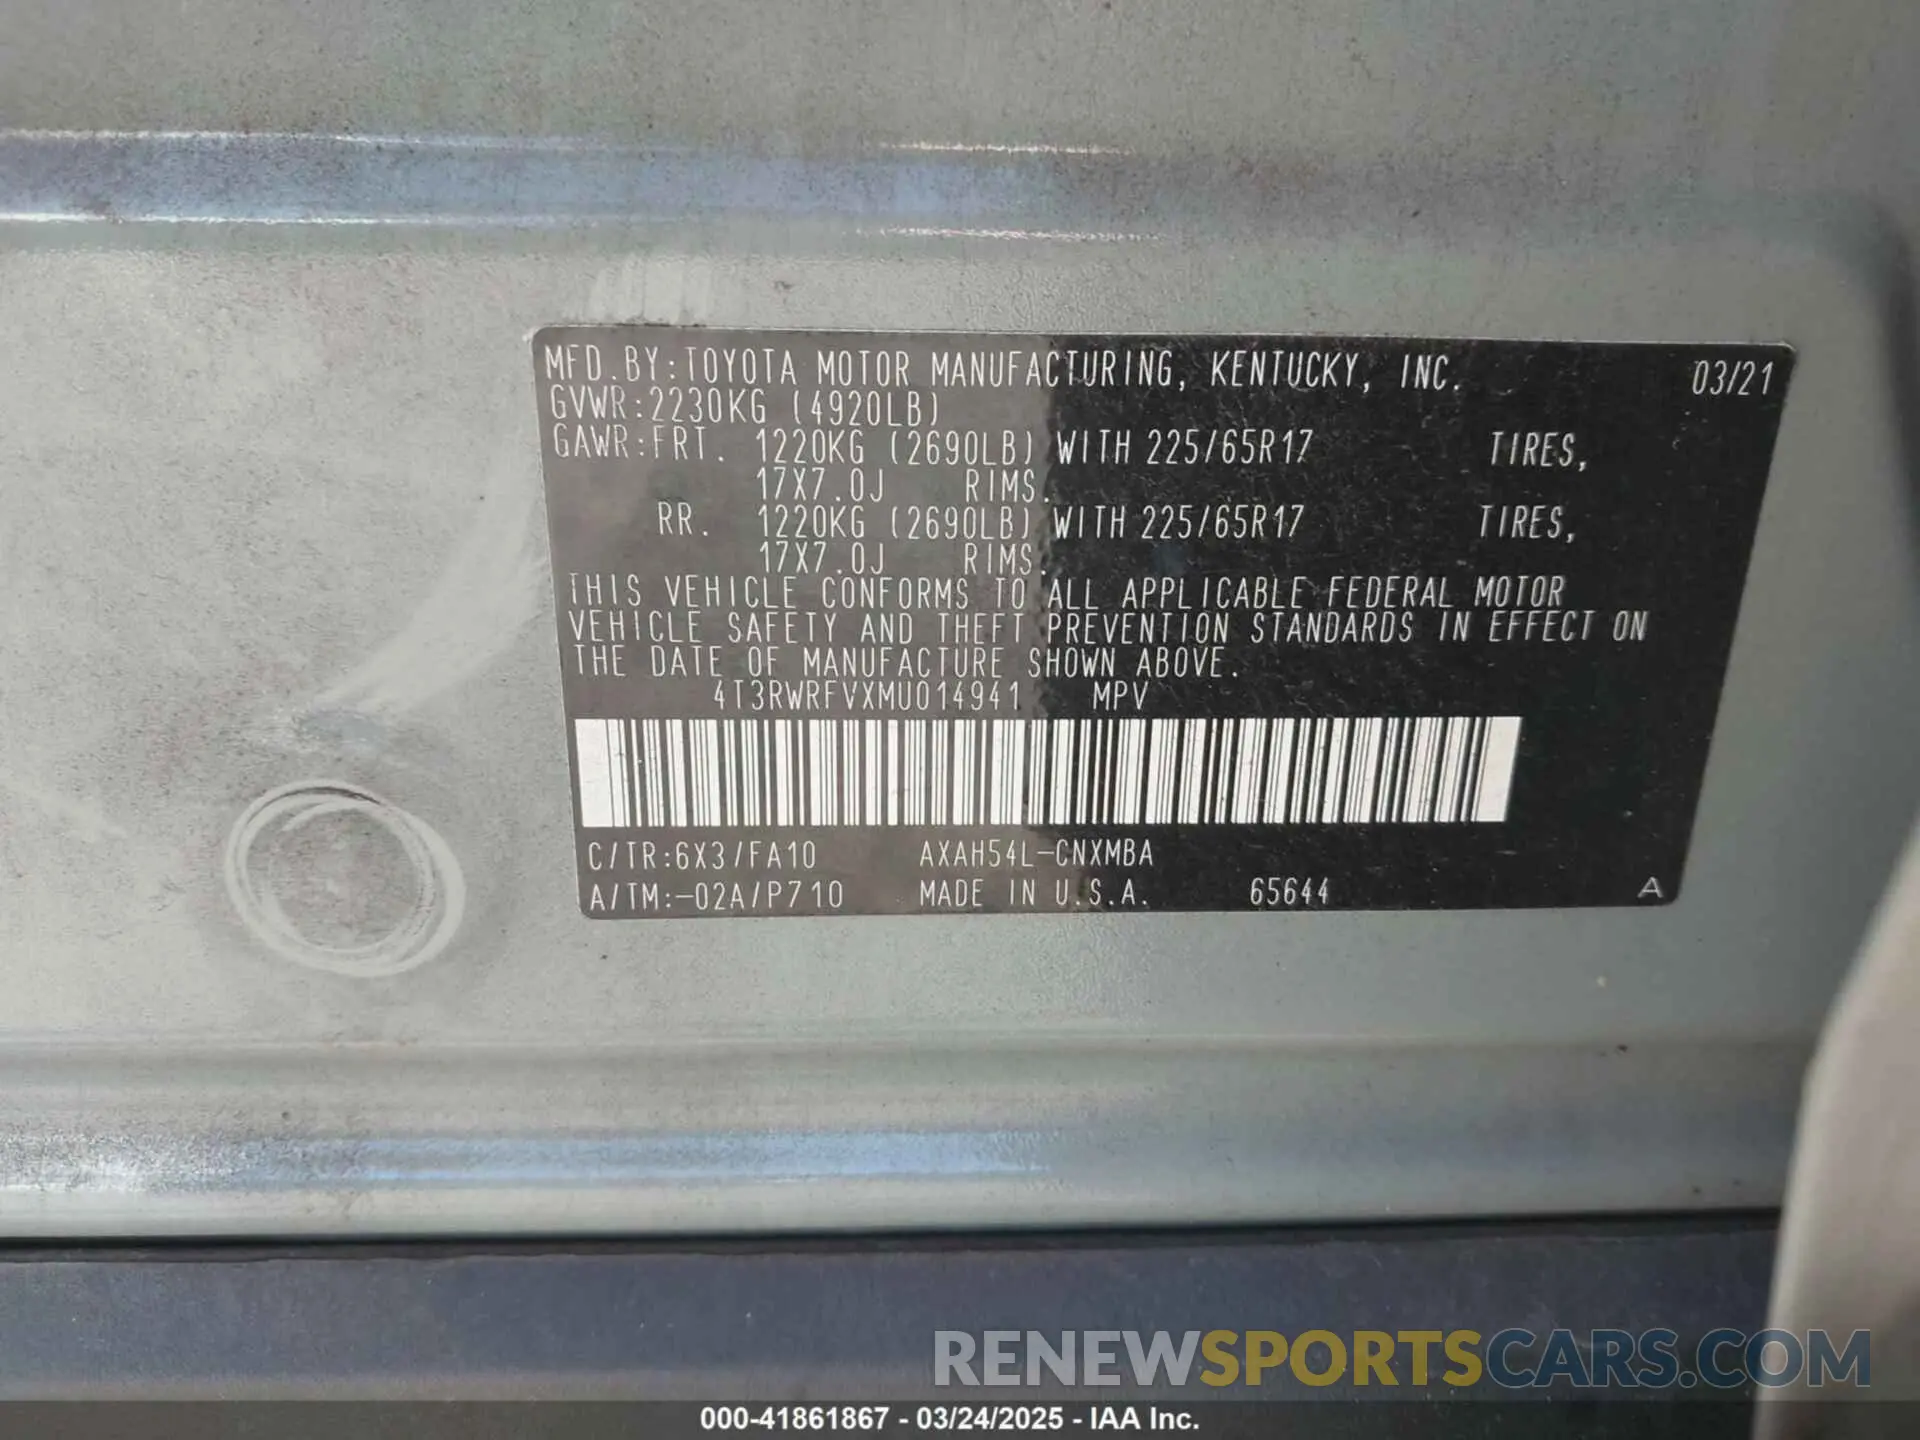 MFD.BY:TOYOTA MOTOR MANUFACTURING, KENTUCKY, INC. 03/21
GVWR:2230KG (4920LB)
GAWR:FRT. 1220KG (2690LB) WITH 225/65R17 TIRES,
17X7.0J RIMS.
RR. 1220KG (2690LB) WITH 225/65R17 TIRES,
17X7.0J RIMS.
THIS VEHICLE CONFORMS TO ALL APPLICABLE FEDERAL MOTOR
VEHICLE SAFETY AND THEFT PREVENTION STANDARDS IN EFFECT ON
THE DATE OF MANUFACTURE SHOWN ABOVE.
4T3RWRFVXMU014941 MPV
C/TR:6X3/FA10 AXAH54L-CNXMBA
A/TM:-02A/P710 MADE IN U.S.A. 65644 A
RENEWSPORTSCARS.COM
000-41861867 - 03/24/2025 - IAA Inc.